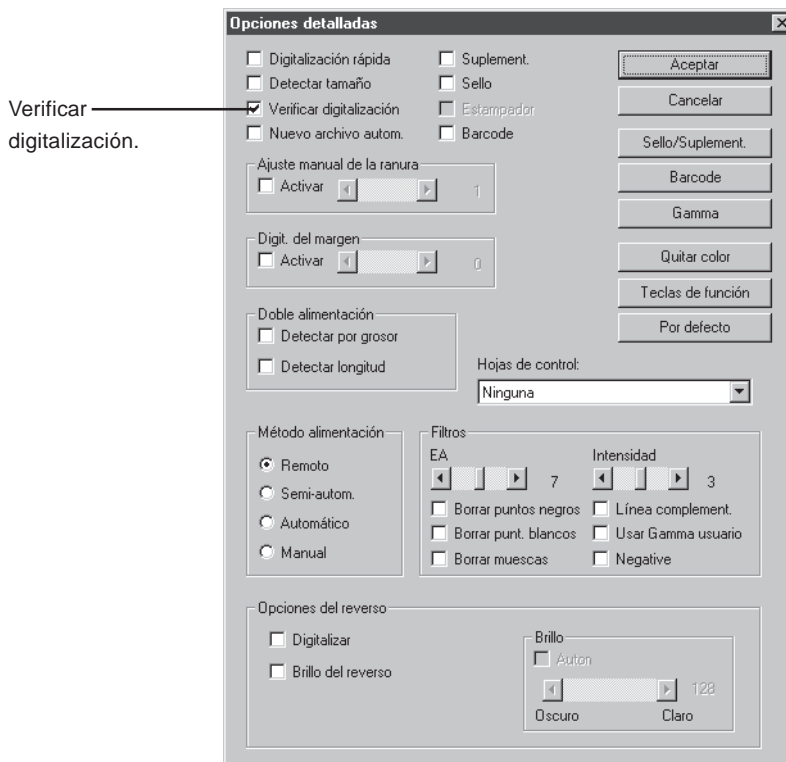 Opciones detalladas
Verificar
digitalización.
Digitalización rápida
Detectar tamaño
Verificar digitalización
Nuevo archivo autom.
Suplement.
Sello
Estampador
Barcode
Aceptar
Cancelar
Sello/Suplement.
Barcode
Gamma
Quitar color
Teclas de función
Por defecto
Ajuste manual de la ranura
Activar 1
Digit. del margen
Activar 0
Doble alimentación
Detectar por grosor
Detectar longitud
Hojas de control:
Ninguna
Método alimentación
Remoto
Semi-autom.
Automático
Manual
Filtros
EA
7
Intensidad
3
Borrar puntos negros
Borrar punt. blancos
Borrar muescas
Línea complement.
Usar Gamma usuario
Negative
Opciones del reverso
Digitalizar
Brillo del reverso
Brillo
Auton
128
Oscuro Claro